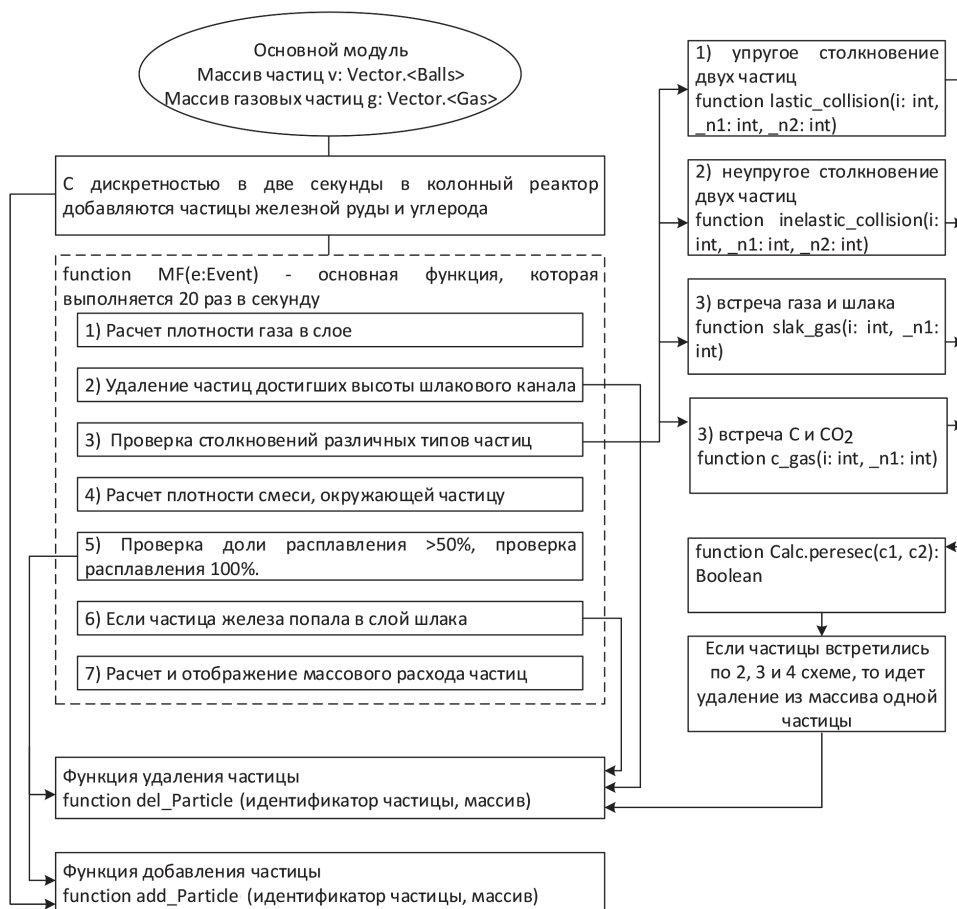 Основной модуль
Массив частиц v: Vector.<Balls>
Массив газовых частиц g: Vector.<Gas>
С дискретностью в две секунды в колонный реактор
добавляются частицы железной руды и углерода
function MF(e:Event) - основная функция, которая
выполняется 20 раз в секунду
1) Расчет плотности газа в слое
2) Удаление частиц достигших высоты шлакового канала
3) Проверка столкновений различных типов частиц
4) Расчет плотности смеси, окружающей частицу
5) Проверка доли расплавления >50%, проверка
расплавления 100%.
6) Если частица железа попала в слой шлака
7) Расчет и отображение массового расхода частиц
Функция удаления частицы
function del_Particle (идентификатор частицы, массив)
Функция добавления частицы
function add_Particle (идентификатор частицы, массив)
1) упругое столкновение
двух частиц
function lastic_collision(i: int,
_n1: int, _n2: int)
2) неупругое столкновение
двух частиц
function inelastic_collision(i:
int, _n1: int, _n2: int)
3) встреча газа и шлака
function slak_gas(i: int, _n1:
int)
3) встреча C и CO2
function c_gas(i: int, _n1: int)
function Calc.peresec(c1, c2):
Boolean
Если частицы встретились
по 2, 3 и 4 схеме, то идет
удаление из массива одной
частицы